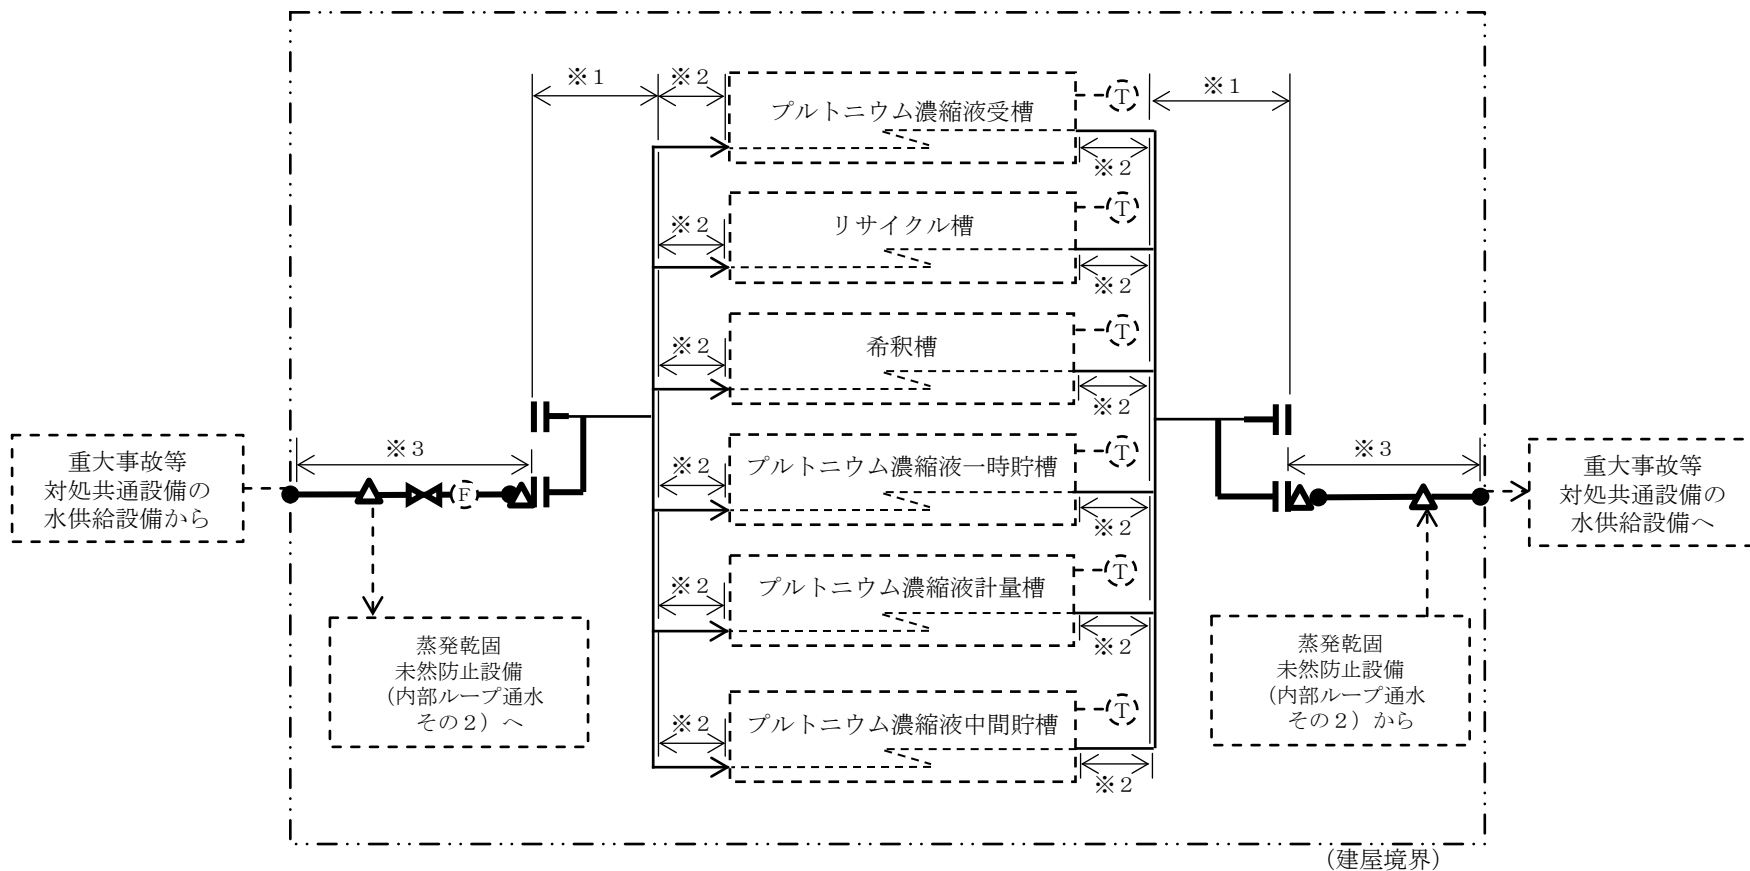 ※１
※２
※１
プルトニウム濃縮液受槽
T
※２
※２
リサイクル槽
T
※２
※２
希釈槽
T
※２
※３
重大事故等
対処共通設備の
水供給設備から
F
※２
プルトニウム濃縮液一時貯槽
T
※２
※３
重大事故等
対処共通設備の
水供給設備へ
※２
プルトニウム濃縮液計量槽
T
※２
蒸発乾固
未然防止設備
（内部ループ通水
その２）へ
蒸発乾固
未然防止設備
（内部ループ通水
その２）から
※２
プルトニウム濃縮液中間貯槽
T
※２
（建屋境界）